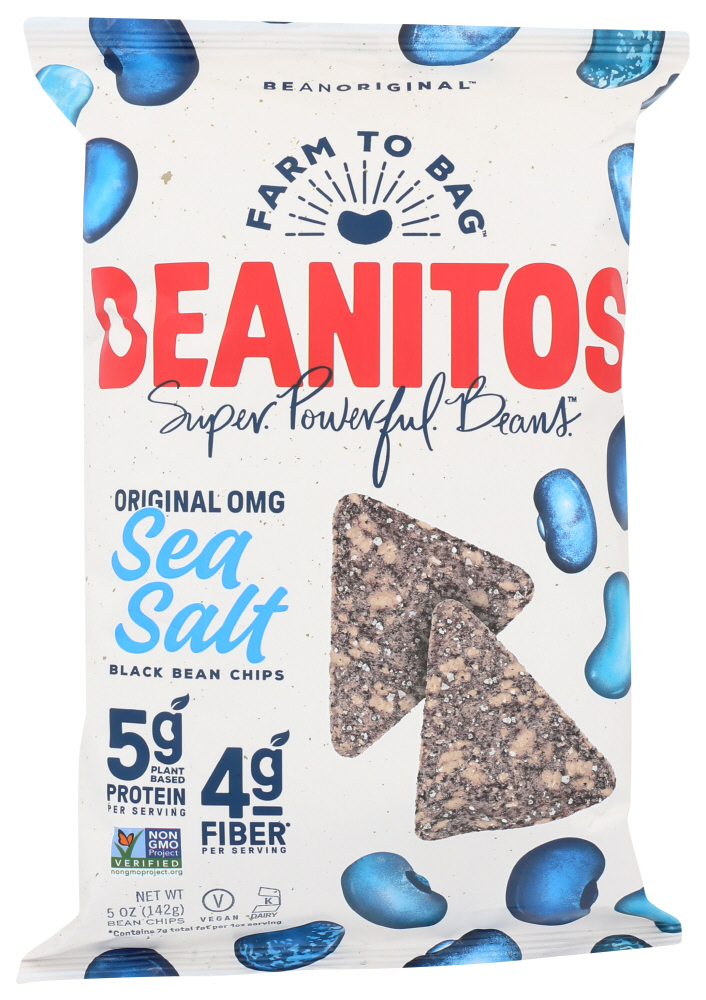 BEANORIGINAL™
FARM TO BAG™
BEANITOS
Super. Powerful. Beans.™
ORIGINAL OMG
Sea
Salt
BLACK BEAN CHIPS
5g
PLANT
BASED
PROTEIN
PER SERVING
4g
FIBER*
PER SERVING
NON
GMO
Project
VERIFIED
nongmoproject.org
NET WT
5 OZ (142g)
BEAN CHIPS
V
VEGAN
K
DAIRY
*Contains 7g total fat per 1oz serving